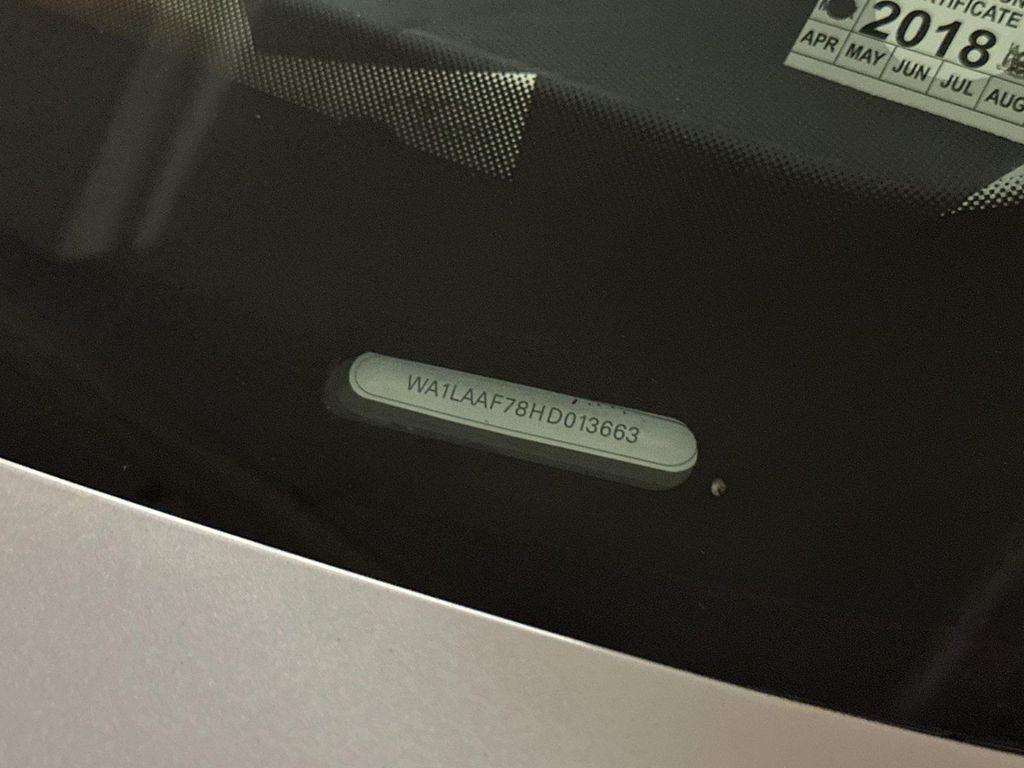 CERTIFICATE
2018
APR MAY JUN JUL AUG
WA1LAAF78HD013663